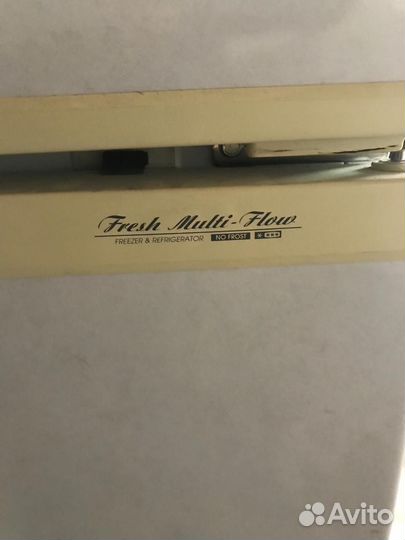 Fresh Multi-Flow
FREEZER & REFRIGERATOR NO FROST
Avito